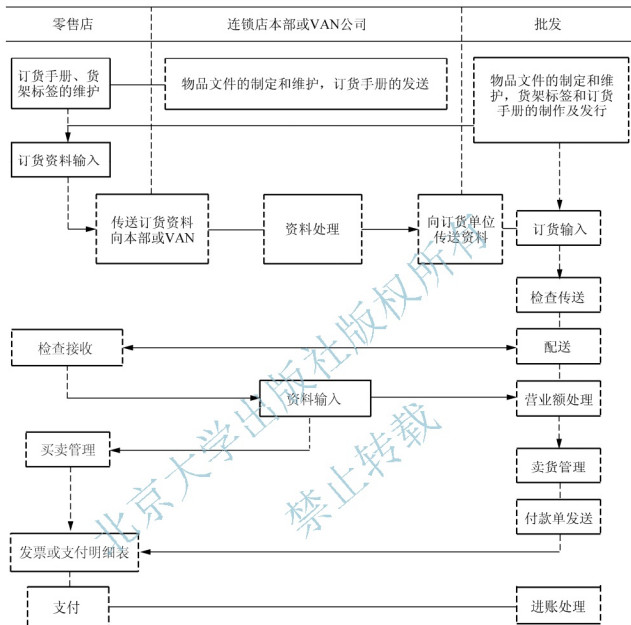 零售店
连锁店本部或VAN公司
批发
订货手册、货
架标签的维护
物品文件的制定和维护，订货手册的发送
物品文件的制定和维
护，货架标签和订货
手册的制作及发行
订货资料输入
传送订货资料
向本部或VAN
资料处理
向订货单位
传送资料
订货输入
检查传送
检查接收
配送
资料输入
营业额处理
买卖管理
卖货管理
付款单发送
发票或支付明细表
支付
进账处理
北京大学出版社版权所有
禁止转载